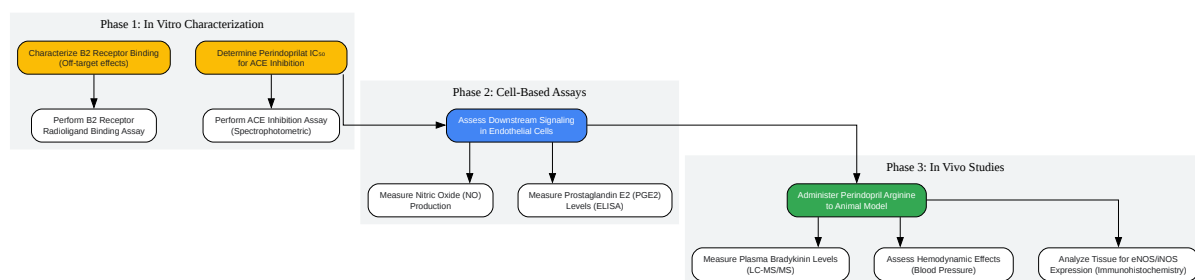 Phase 1: In Vitro Characterization
Characterize B2 Receptor Binding
(Off-target effects)
Determine Perindoprilat IC₅₀
for ACE Inhibition
Perform B2 Receptor
Radioligand Binding Assay
Perform ACE Inhibition Assay
(Spectrophotometric)
Phase 2: Cell-Based Assays
Assess Downstream Signaling
in Endothelial Cells
Measure Nitric Oxide (NO)
Production
Measure Prostaglandin E2 (PGE2)
Levels (ELISA)
Phase 3: In Vivo Studies
Administer Perindopril Arginine
to Animal Model
Measure Plasma Bradykinin Levels
(LC-MS/MS)
Assess Hemodynamic Effects
(Blood Pressure)
Analyze Tissue for eNOS/iNOS
Expression (Immunohistochemistry)